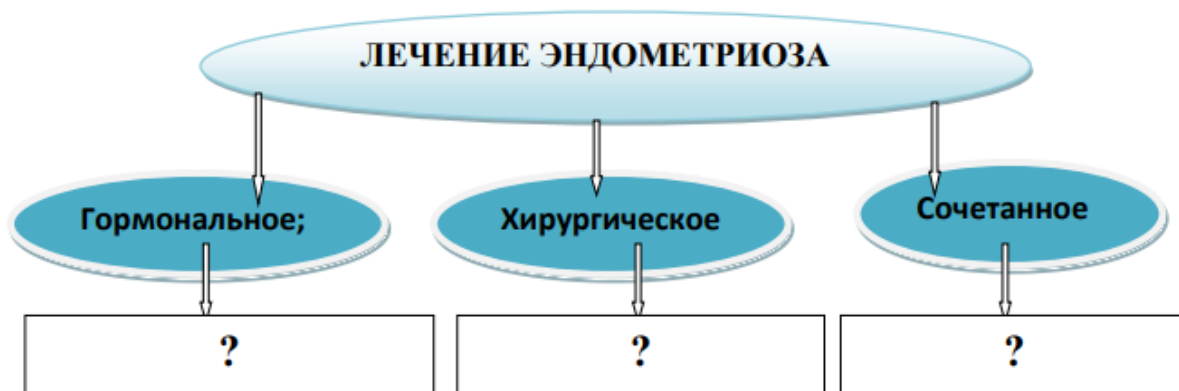 ЛЕЧЕНИЕ ЭНДОМЕТРИОЗА
Гормональное;
Хирургическое
Сочетанное
?
?
?